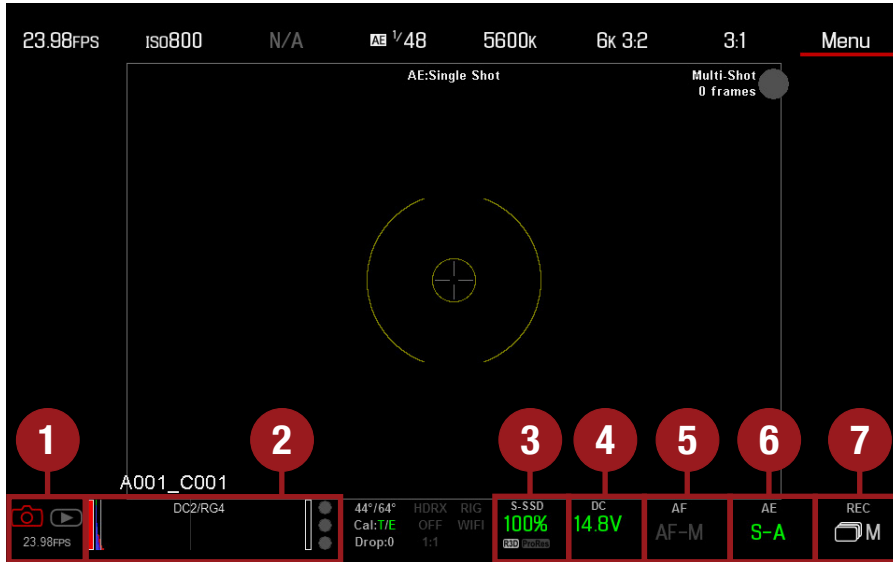 23.98FPS ISO800 N/A AE 1/48 5600K 6K 3:2 3:1 Menu
AE:Single Shot
Multi-Shot
0 frames
1 2 3 4 5 6 7
A001_C001
23.98FPS
DC2/RG4
44°/64° HDRX RIG
Cal:T/E OFF WIFI
Drop:0 1:1
S-SSD
100%
R3D ProRes
DC
14.8V
AF
AF-M
AE
S-A
REC
M